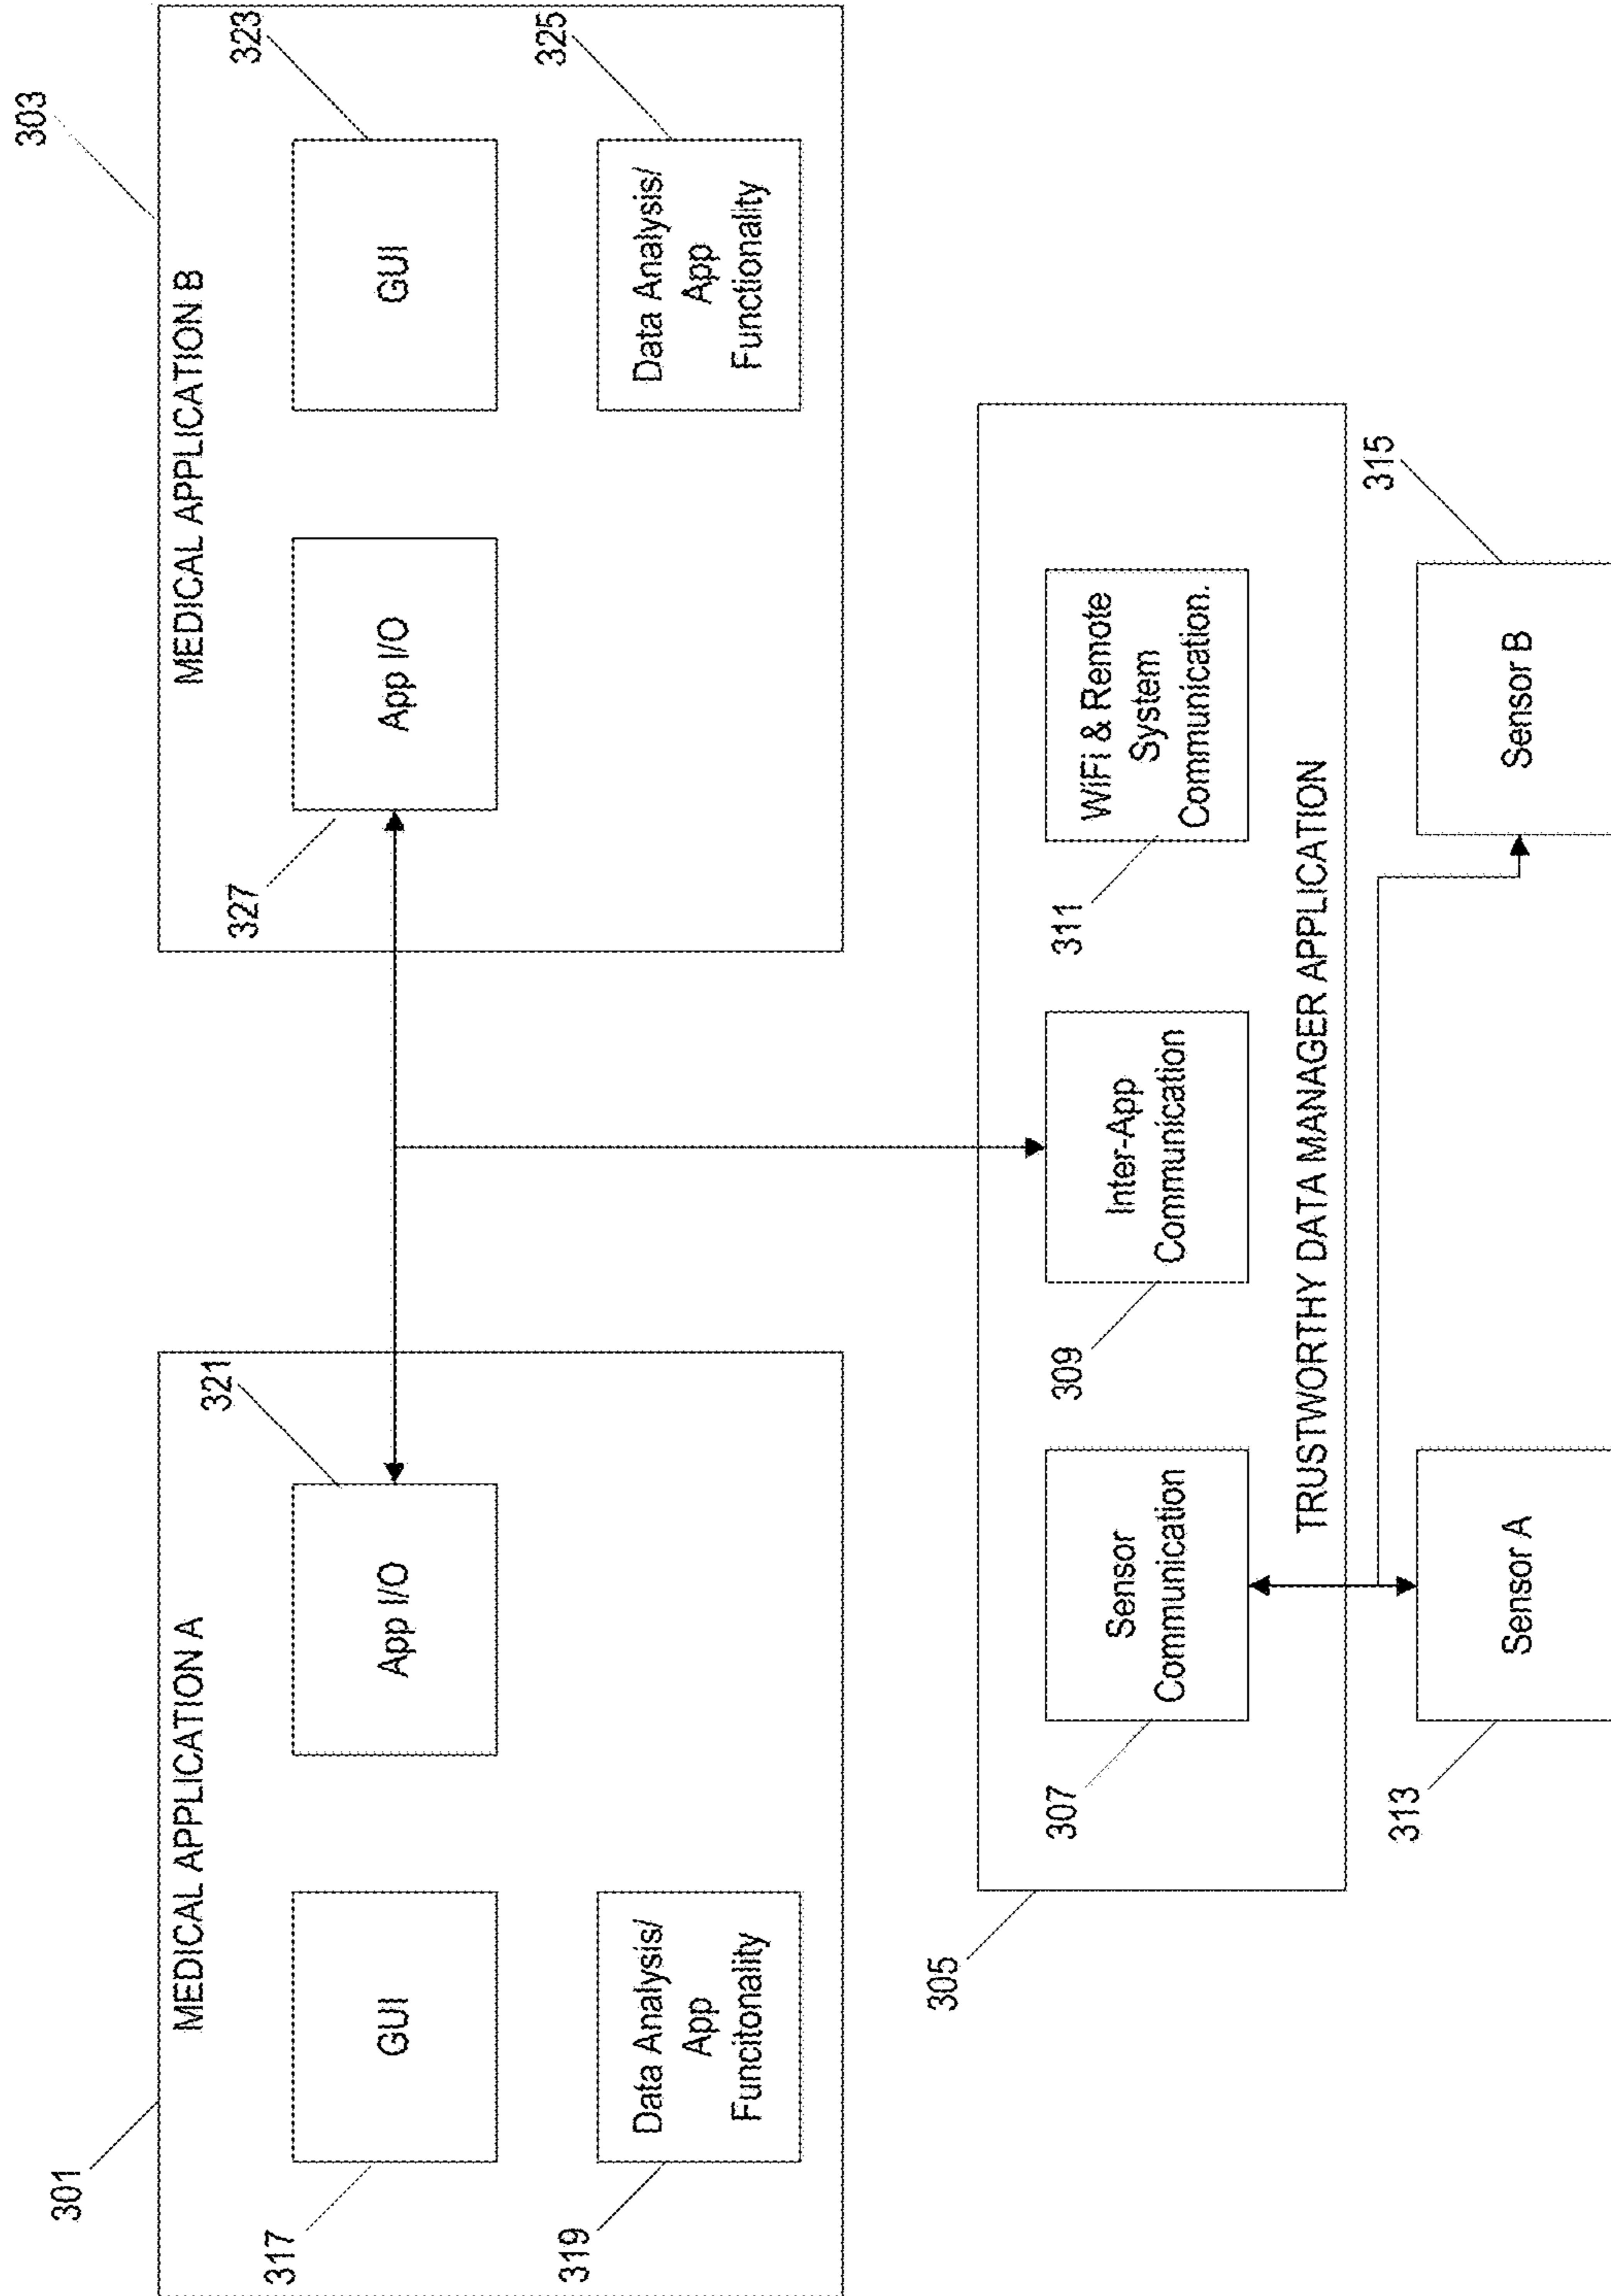 301
MEDICAL APPLICATION A
317
GUI
321
App I/O
319
Data Analysis/
App
Funcitonality
303
MEDICAL APPLICATION B
327
App I/O
323
GUI
325
Data Analysis/
App
Functionality
305
307
Sensor
Communication
309
Inter-App
Communication
311
WiFi & Remote
System
Communication.
TRUSTWORTHY DATA MANAGER APPLICATION
313
Sensor A
315
Sensor B